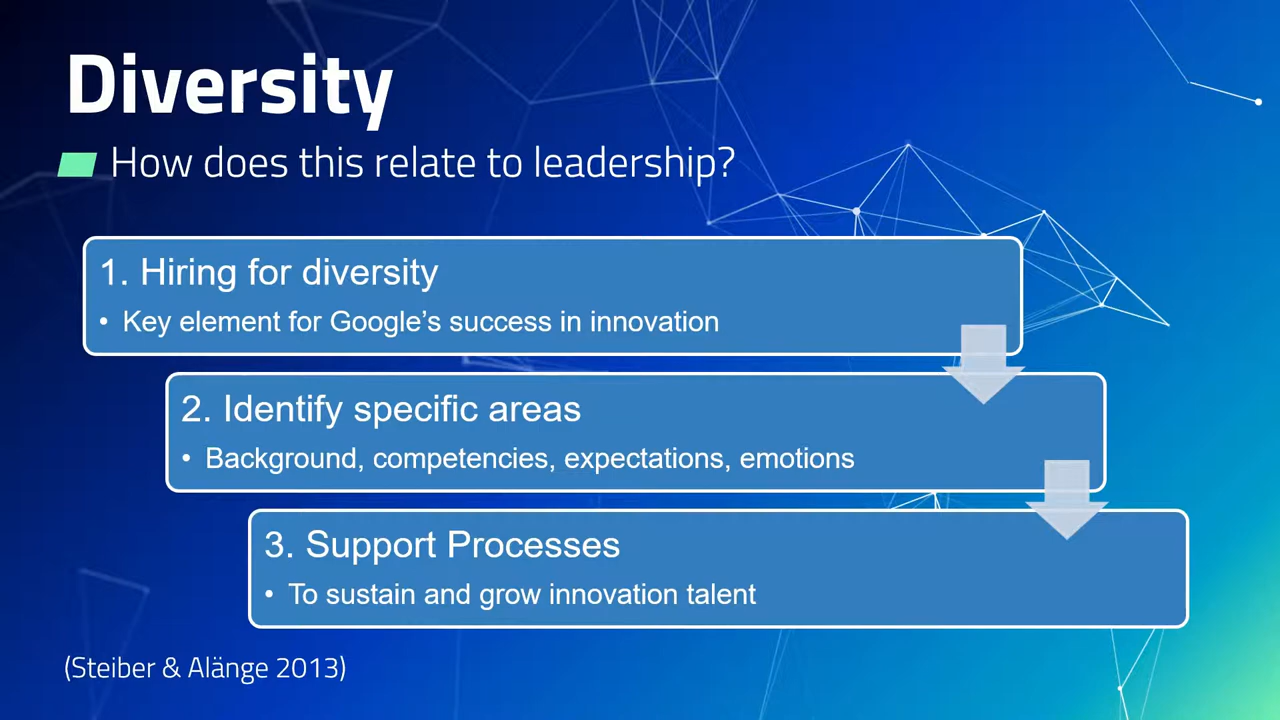 Diversity
How does this relate to leadership?
1. Hiring for diversity
• Key element for Google’s success in innovation
2. Identify specific areas
• Background, competencies, expectations, emotions
3. Support Processes
• To sustain and grow innovation talent
(Steiber & Alänge 2013)